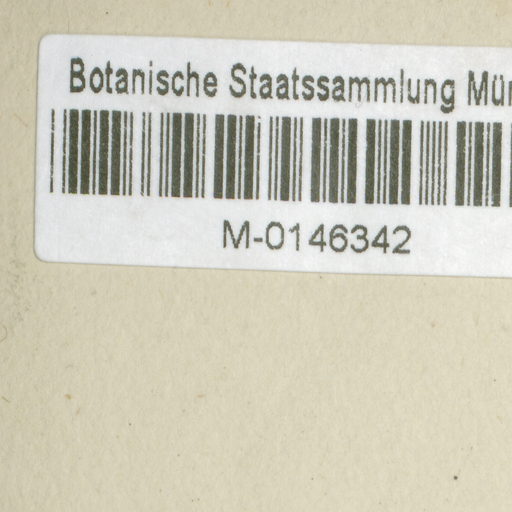 Botanische Staatssammlung Mün
M-0146342